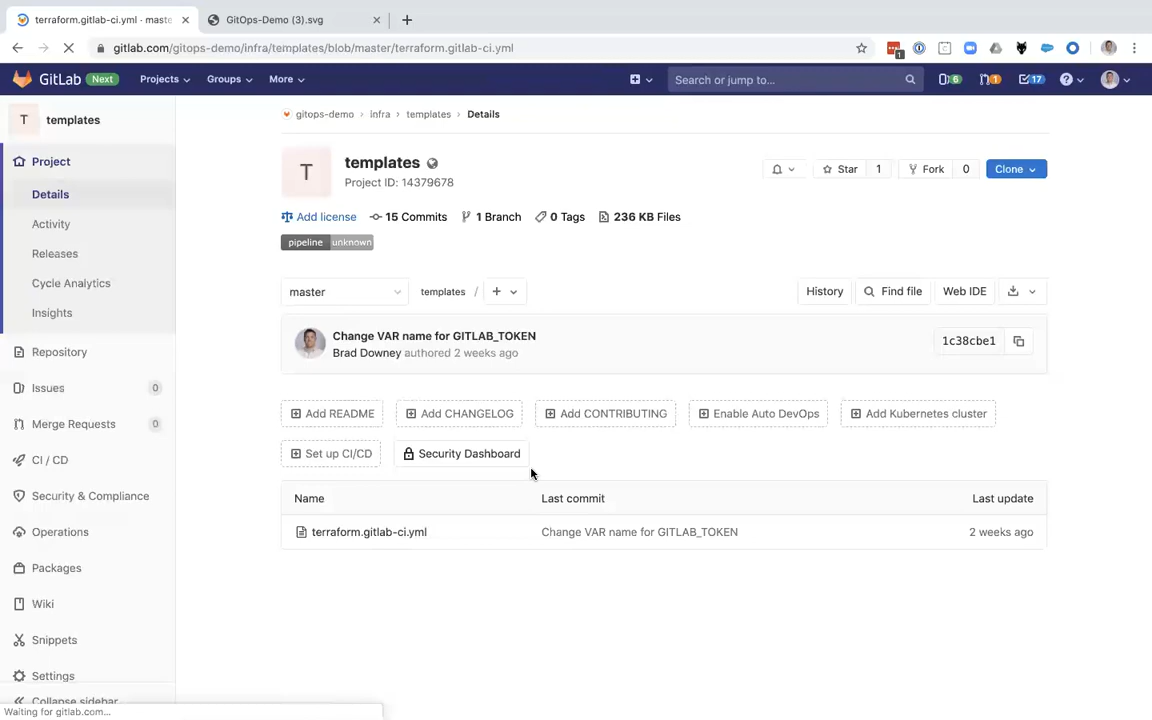 terraform.gitlab-ci.yml · maste
GitOps-Demo (3).svg
gitlab.com/gitops-demo/infra/templates/blob/master/terraform.gitlab-ci.yml
1
GitLab Next Projects Groups More Search or jump to... 6 1 17
T templates
Project
Details
Activity
Releases
Cycle Analytics
Insights
Repository
Issues 0
Merge Requests 0
CI / CD
Security & Compliance
Operations
Packages
Wiki
Snippets
Settings
Collapse sidebar
Waiting for gitlab.com...
gitops-demo › infra › templates › Details
T
templates
Project ID: 14379678
Star 1 Fork 0 Clone
Add license 15 Commits 1 Branch 0 Tags 236 KB Files
pipeline unknown
master templates / + History Find file Web IDE
Change VAR name for GITLAB_TOKEN
Brad Downey authored 2 weeks ago
1c38cbe1
Add README Add CHANGELOG Add CONTRIBUTING Enable Auto DevOps Add Kubernetes cluster
Set up CI/CD Security Dashboard
Name Last commit Last update
terraform.gitlab-ci.yml Change VAR name for GITLAB_TOKEN 2 weeks ago